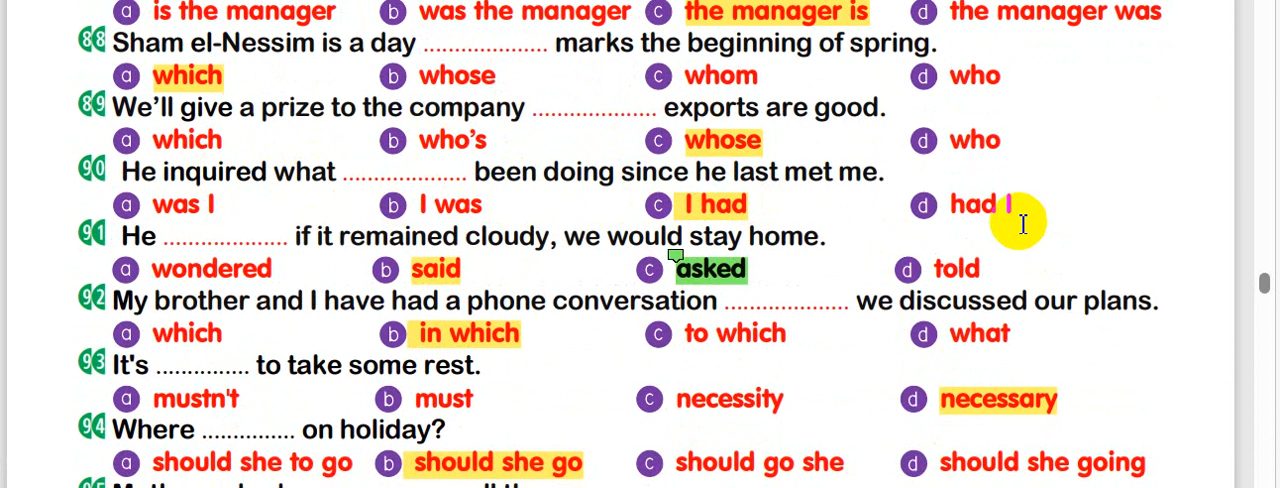 a is the manager b was the manager c the manager is d the manager was
88 Sham el-Nessim is a day .................... marks the beginning of spring.
a which b whose c whom d who
89 We'll give a prize to the company .................... exports are good.
a which b who's c whose d who
90 He inquired what .................... been doing since he last met me.
a was I b I was c I had d had I
91 He .................... if it remained cloudy, we would stay home.
a wondered b said c asked d told
92 My brother and I have had a phone conversation .................... we discussed our plans.
a which b in which c to which d what
93 It's ............... to take some rest.
a mustn't b must c necessity d necessary
94 Where ............... on holiday?
a should she to go b should she go c should go she d should she going